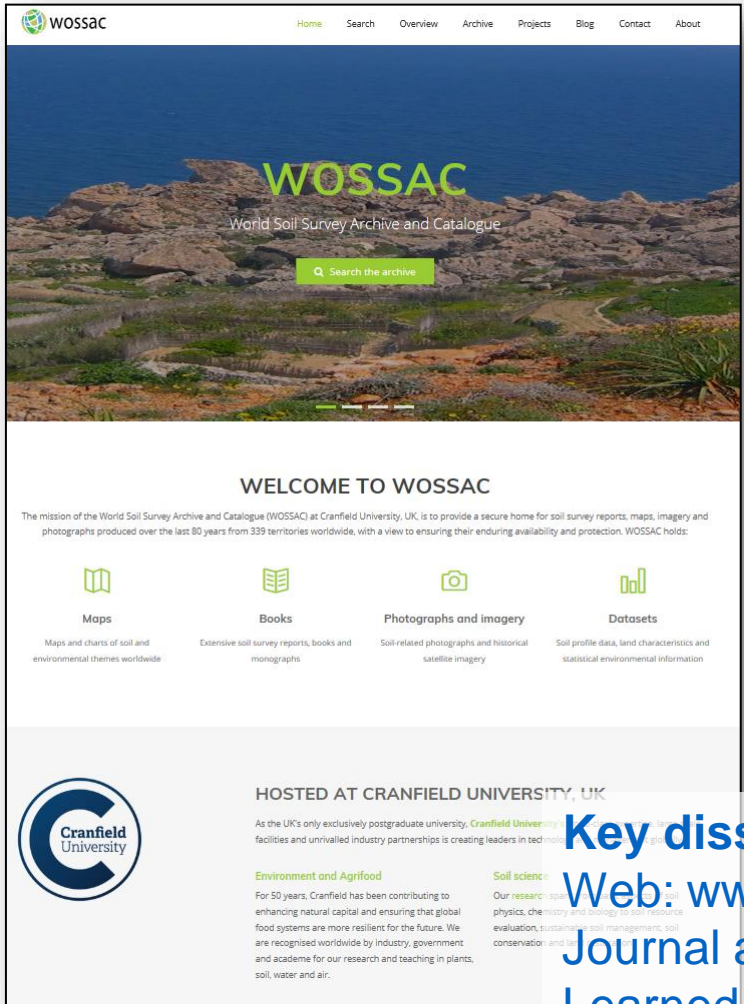 wossac
Home Search Overview Archive Projects Blog Contact About
WOSSAC
World Soil Survey Archive and Catalogue
Search the archive
WELCOME TO WOSSAC
The mission of the World Soil Survey Archive and Catalogue (WOSSAC) at Cranfield University, UK, is to provide a secure home for soil survey reports, maps, imagery and
photographs produced over the last 80 years from 339 territories worldwide, with a view to ensuring their enduring availability and protection. WOSSAC holds:
Maps
Maps and charts of soil and
environmental themes worldwide
Books
Extensive soil survey reports, books and
monographs
Photographs and imagery
Soil-related photographs and historical
satellite imagery
Datasets
Soil profile data, land characteristics and
statistical environmental information
Cranfield
University
HOSTED AT CRANFIELD UNIVERSITY, UK
As the UK's only exclusively postgraduate university, Cranfield University
facilities and unrivalled industry partnerships is creating leaders in
Environment and Agrifood
For 50 years, Cranfield has been contributing to
enhancing natural capital and ensuring that global
food systems are more resilient for the future. We
are recognised worldwide by industry, government
and academe for our research and teaching in plants,
soil, water and air.
Soil science
Our research of soil
physics, chemistry and biology to soil resource
evaluation, sustainable soil management, soil
conservation and
Key diss
Web: ww
Journal a
Learned